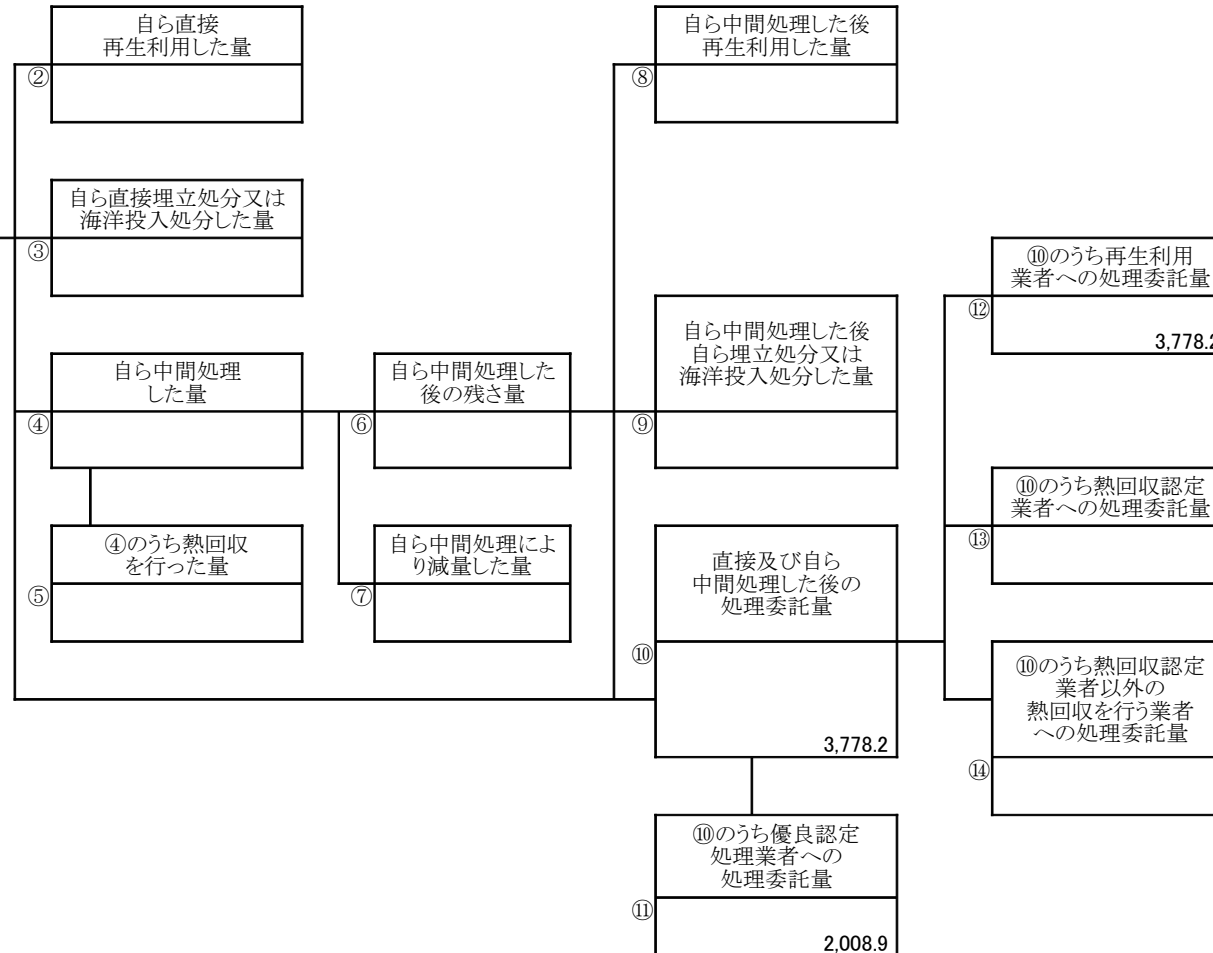 自ら直接
再生利用した量
②
自ら中間処理した後
再生利用した量
⑧
自ら直接埋立処分又は
海洋投入処分した量
③
⑩のうち再生利用
業者への処理委託量
⑫
3,778.2
自ら中間処理
した量
④
自ら中間処理した
後の残さ量
⑥
自ら中間処理した後
自ら埋立処分又は
海洋投入処分した量
⑨
⑩のうち熱回収認定
業者への処理委託量
⑬
④のうち熱回収
を行った量
⑤
自ら中間処理によ
り減量した量
⑦
直接及び自ら
中間処理した後の
処理委託量
⑩
3,778.2
⑩のうち熱回収認定
業者以外の
熱回収を行う業者
への処理委託量
⑭
⑩のうち優良認定
処理業者への
処理委託量
⑪
2,008.9